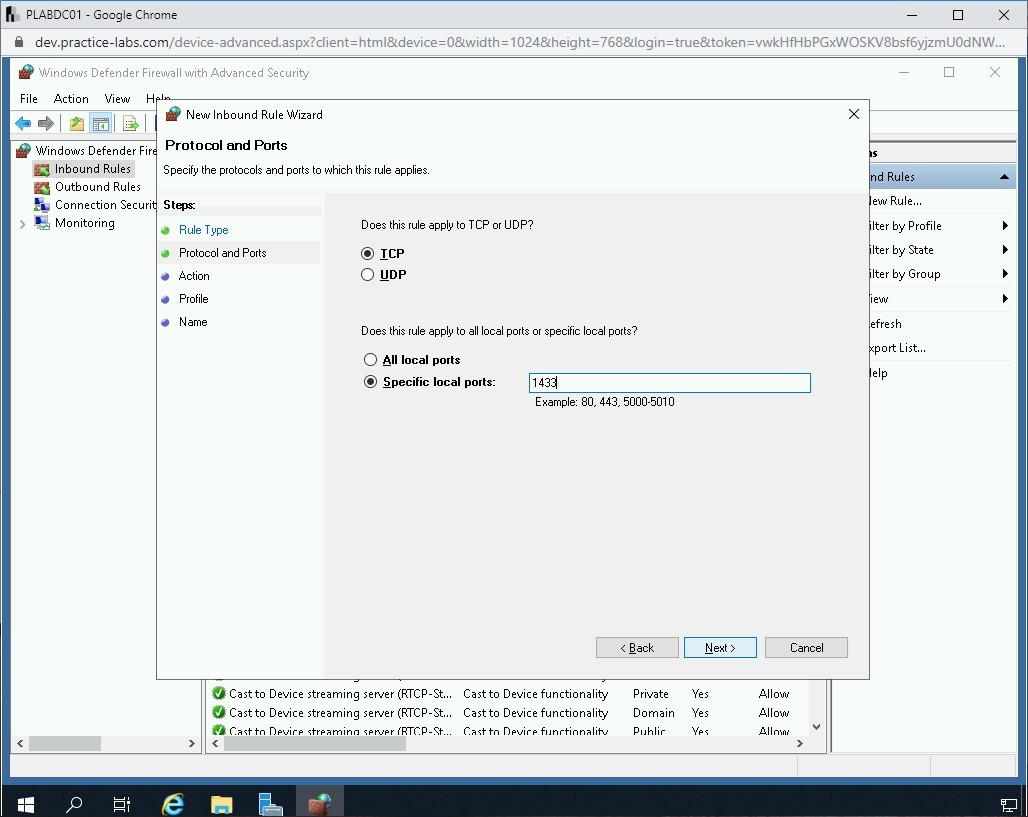 PLABDC01 - Google Chrome
dev.practice-labs.com/device-advanced.aspx?client=html&device=0&width=1024&height=768&login=true&token=vwkHfHbPGxWOSKV8bsf6yjzmU0dNW...
Windows Defender Firewall with Advanced Security
File Action View Help
New Inbound Rule Wizard
Protocol and Ports
Specify the protocols and ports to which this rule applies.
Windows Defender Fire
Inbound Rules
Outbound Rules
Connection Securit
Monitoring
Steps:
Rule Type
Protocol and Ports
Action
Profile
Name
Does this rule apply to TCP or UDP?
TCP
UDP
Does this rule apply to all local ports or specific local ports?
All local ports
Specific local ports:
1433
Example: 80, 443, 5000-5010
< Back
Next >
Cancel
ns
nd Rules
lew Rule...
ilter by Profile
ilter by State
ilter by Group
iew
efresh
xport List...
elp
Cast to Device streaming server (RTCP-St... Cast to Device functionality Private Yes Allow
Cast to Device streaming server (RTCP-St... Cast to Device functionality Domain Yes Allow
Cast to Device streaming server (RTCP-St... Cast to Device functionality Public Yes Allow